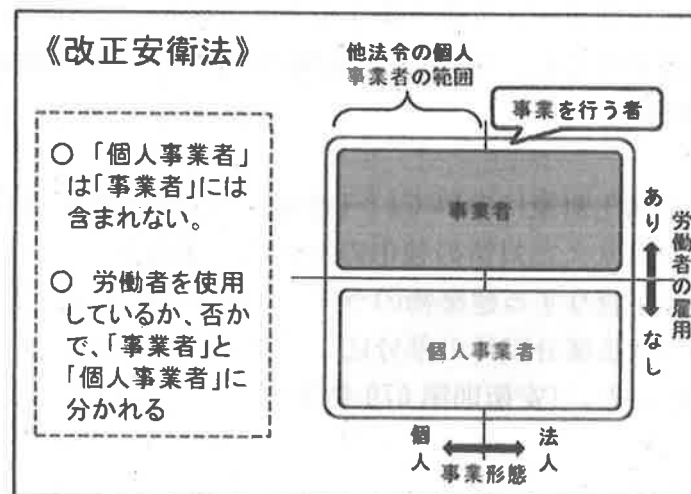 《改正安衛法》
○ 「個人事業者」
は「事業者」には
含まれない。
○ 労働者を使用
しているか、否か
で、「事業者」と
「個人事業者」に
分かれる
他法令の個人
事業者の範囲
事業を行う者
事業者
個人事業者
あり
なし
労働者の雇用
個人
法人
事業形態